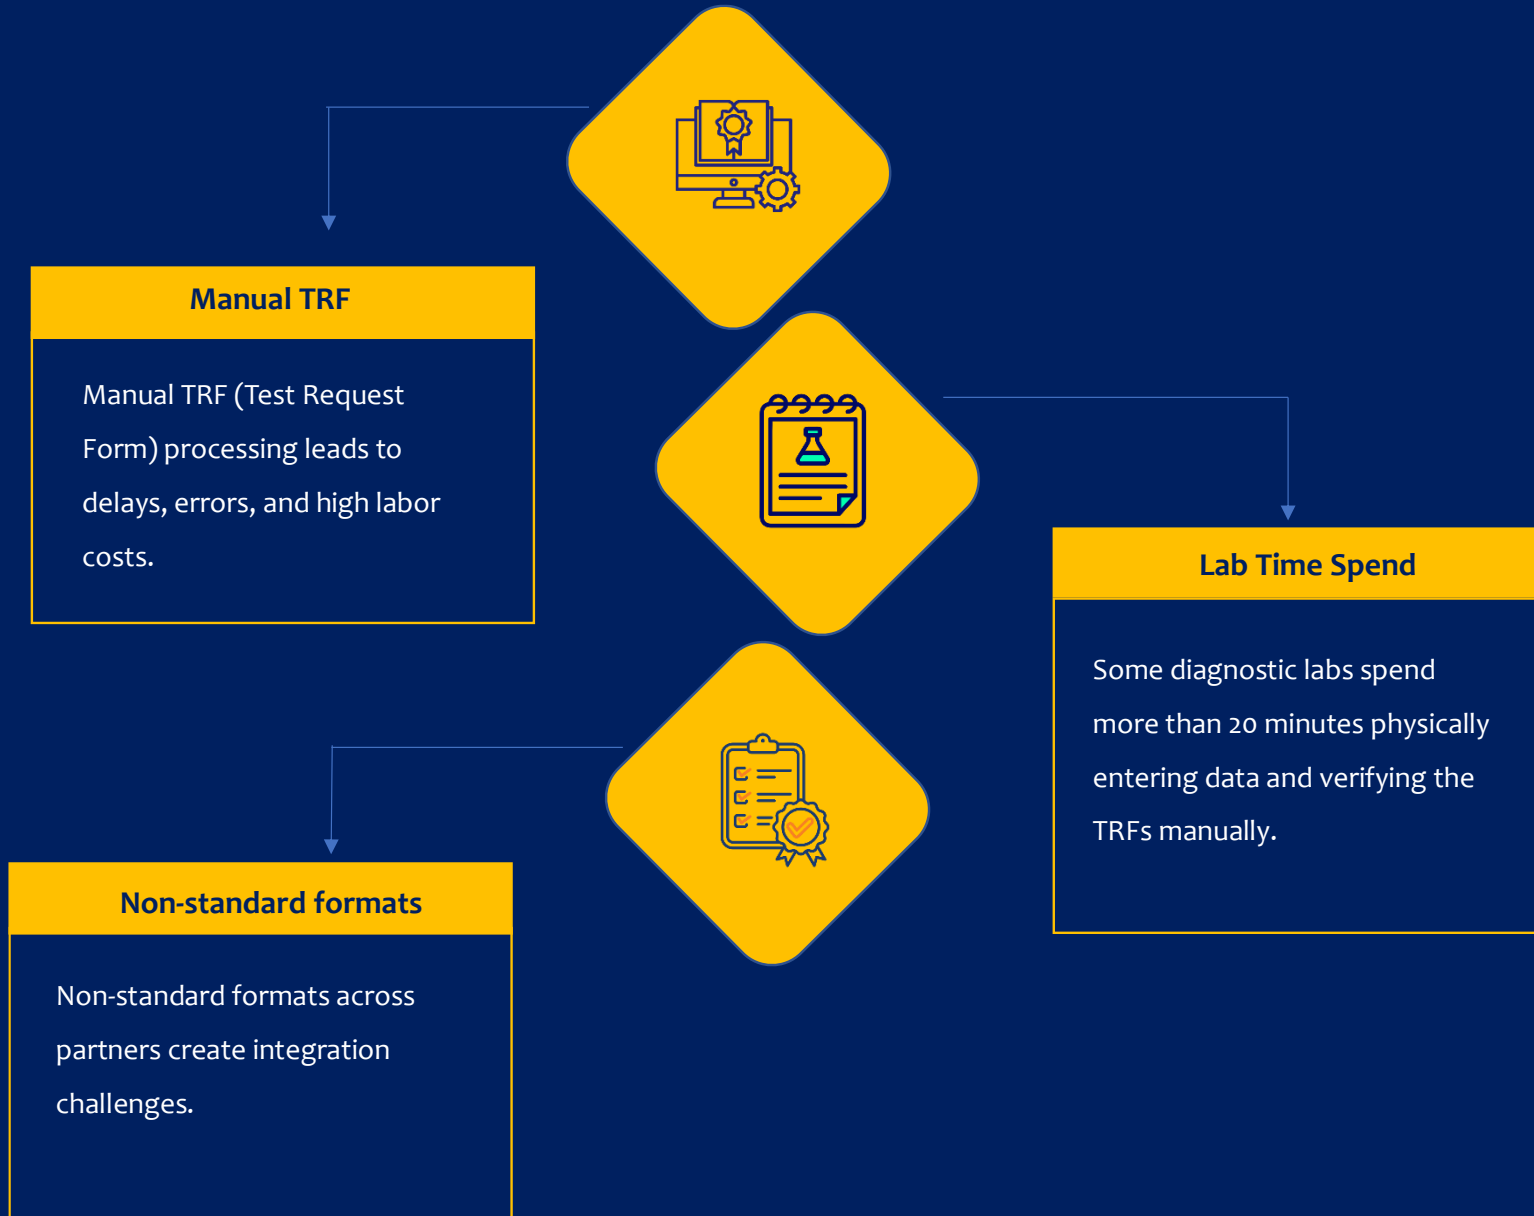 Manual TRF
Manual TRF (Test Request
Form) processing leads to
delays, errors, and high labor
costs.
Lab Time Spend
Some diagnostic labs spend
more than 20 minutes physically
entering data and verifying the
TRFs manually.
Non-standard formats
Non-standard formats across
partners create integration
challenges.